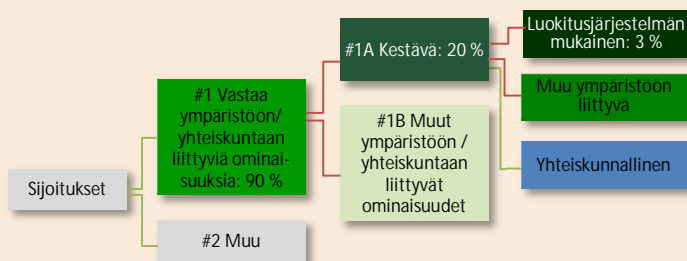 Sijoitukset
#1 Vastaa
ympäristöön/
yhteiskuntaan
liittyviä ominai-
suuksia: 90 %
#2 Muu
#1A Kestävä: 20 %
#1B Muut
ympäristöön /
yhteiskuntaan
liittyvät
ominaisuudet
Luokitusjärjestelmän
mukainen: 3 %
Muu ympäristöön
liittyvä
Yhteiskunnallinen